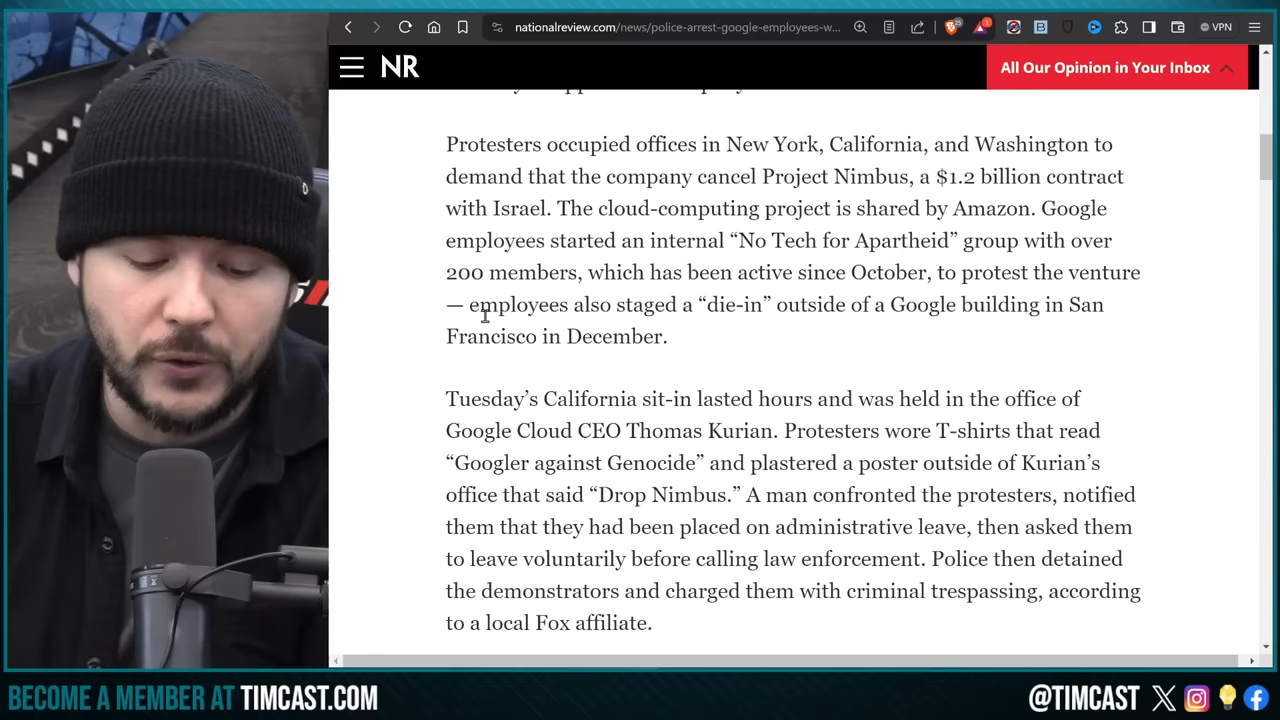 nationalreview.com/news/police-arrest-google-employees-w...
VPN
NR
All Our Opinion in Your Inbox
Protesters occupied offices in New York, California, and Washington to
demand that the company cancel Project Nimbus, a $1.2 billion contract
with Israel. The cloud-computing project is shared by Amazon. Google
employees started an internal “No Tech for Apartheid” group with over
200 members, which has been active since October, to protest the venture
— employees also staged a “die-in” outside of a Google building in San
Francisco in December.
Tuesday’s California sit-in lasted hours and was held in the office of
Google Cloud CEO Thomas Kurian. Protesters wore T-shirts that read
“Googler against Genocide” and plastered a poster outside of Kurian’s
office that said “Drop Nimbus.” A man confronted the protesters, notified
them that they had been placed on administrative leave, then asked them
to leave voluntarily before calling law enforcement. Police then detained
the demonstrators and charged them with criminal trespassing, according
to a local Fox affiliate.
BECOME A MEMBER AT TIMCAST.COM
@TIMCAST